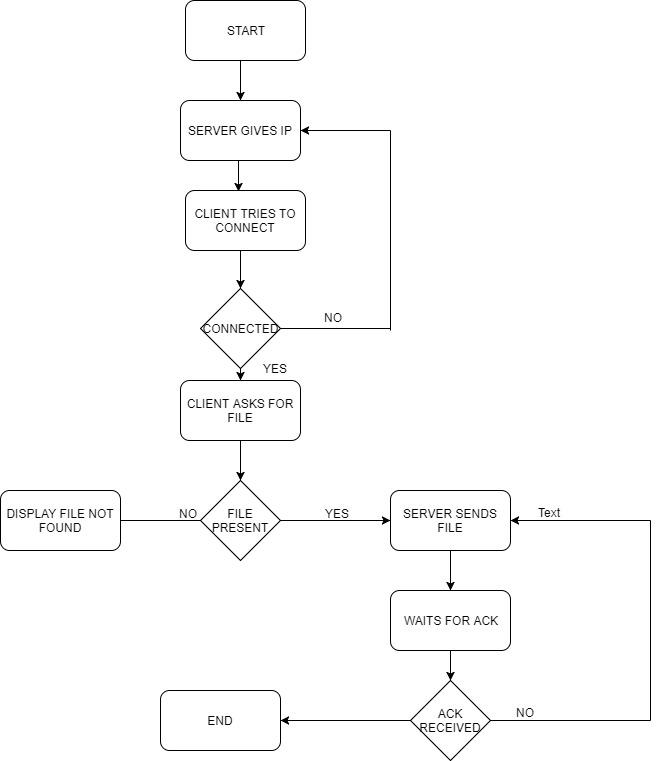 START
SERVER GIVES IP
CLIENT TRIES TO
CONNECT
CONNECTED
NO
YES
CLIENT ASKS FOR
FILE
DISPLAY FILE NOT
FOUND
NO
FILE
PRESENT
YES
SERVER SENDS
FILE
Text
WAITS FOR ACK
END
ACK
RECEIVED
NO